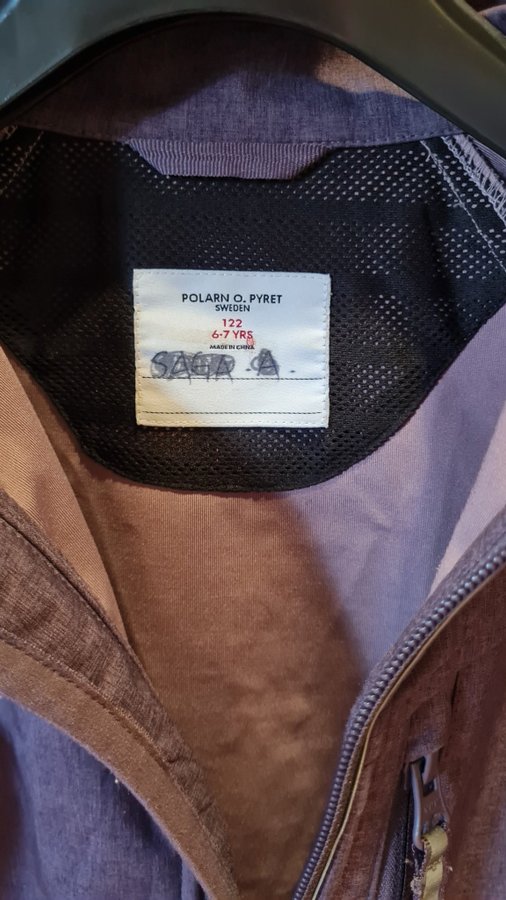 POLARN O. PYRET
SWEDEN
122
6-7 YRS
MADE IN CHINA
SAGA A.